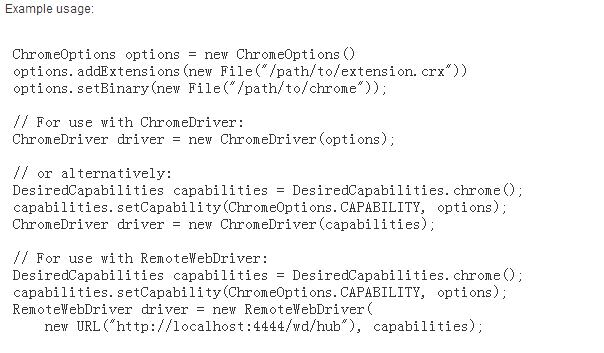 Example usage:
ChromeOptions options = new ChromeOptions()
options.addExtensions(new File("/path/to/extension.crx"))
options.setBinary(new File("/path/to/chrome"));
// For use with ChromeDriver:
ChromeDriver driver = new ChromeDriver(options);
// or alternatively:
DesiredCapabilities capabilities = DesiredCapabilities.chrome();
capabilities.setCapability(ChromeOptions.CAPABILITY, options);
ChromeDriver driver = new ChromeDriver(capabilities);
// For use with RemoteWebDriver:
DesiredCapabilities capabilities = DesiredCapabilities.chrome();
capabilities.setCapability(ChromeOptions.CAPABILITY, options);
RemoteWebDriver driver = new RemoteWebDriver(
    new URL("http://localhost:4444/wd/hub"), capabilities);